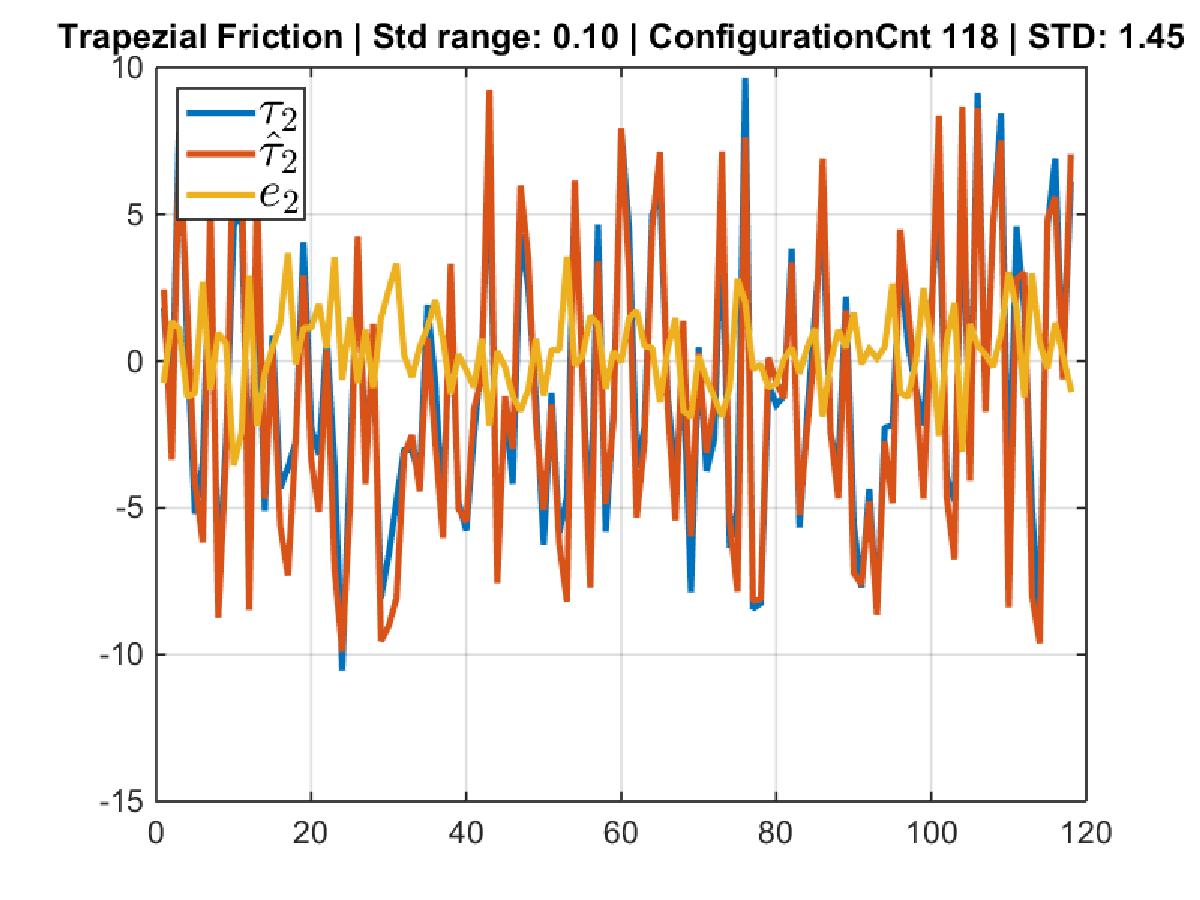 Trapezial Friction | Std range: 0.10 | ConfigurationCnt 118 | STD: 1.45
10
τ₂
τ̂₂
e₂
5
0
-5
-10
-15
0 20 40 60 80 100 120